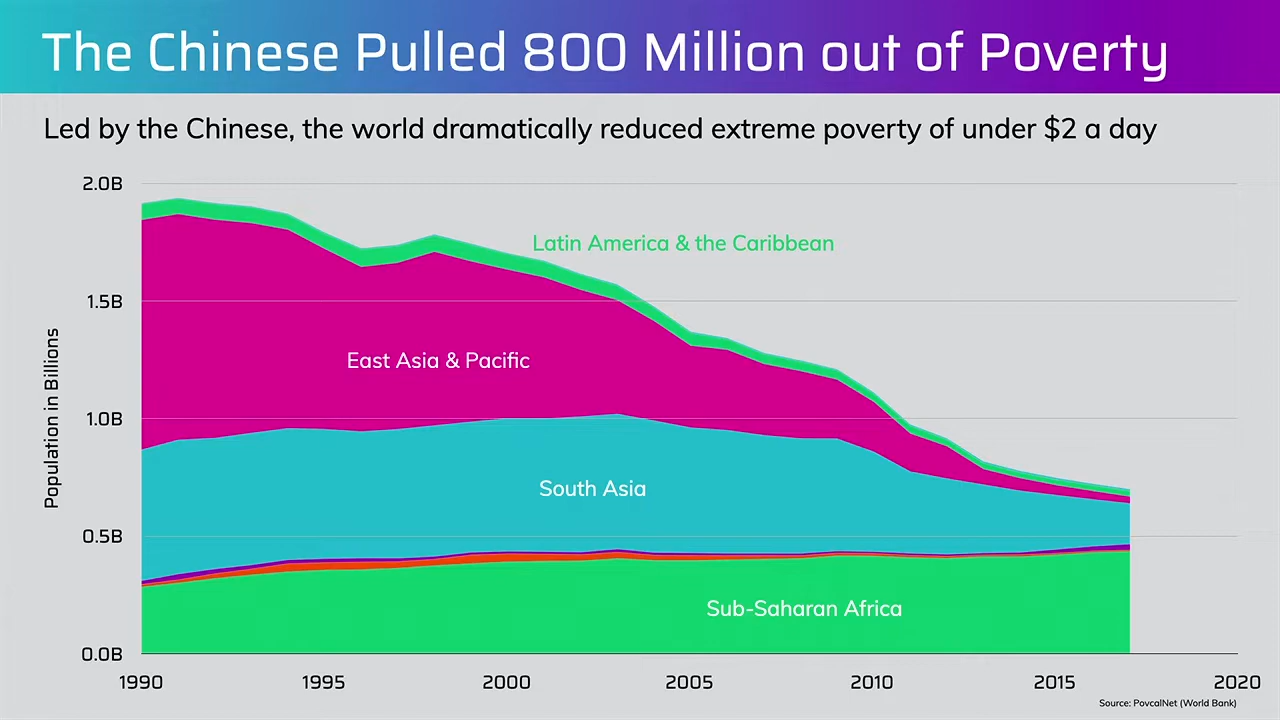 The Chinese Pulled 800 Million out of Poverty
Led by the Chinese, the world dramatically reduced extreme poverty of under $2 a day
Population in Billions
2.0B
1.5B
1.0B
0.5B
0.0B
Latin America & the Caribbean
East Asia & Pacific
South Asia
Sub-Saharan Africa
1990 1995 2000 2005 2010 2015 2020
Source: PovcalNet (World Bank)